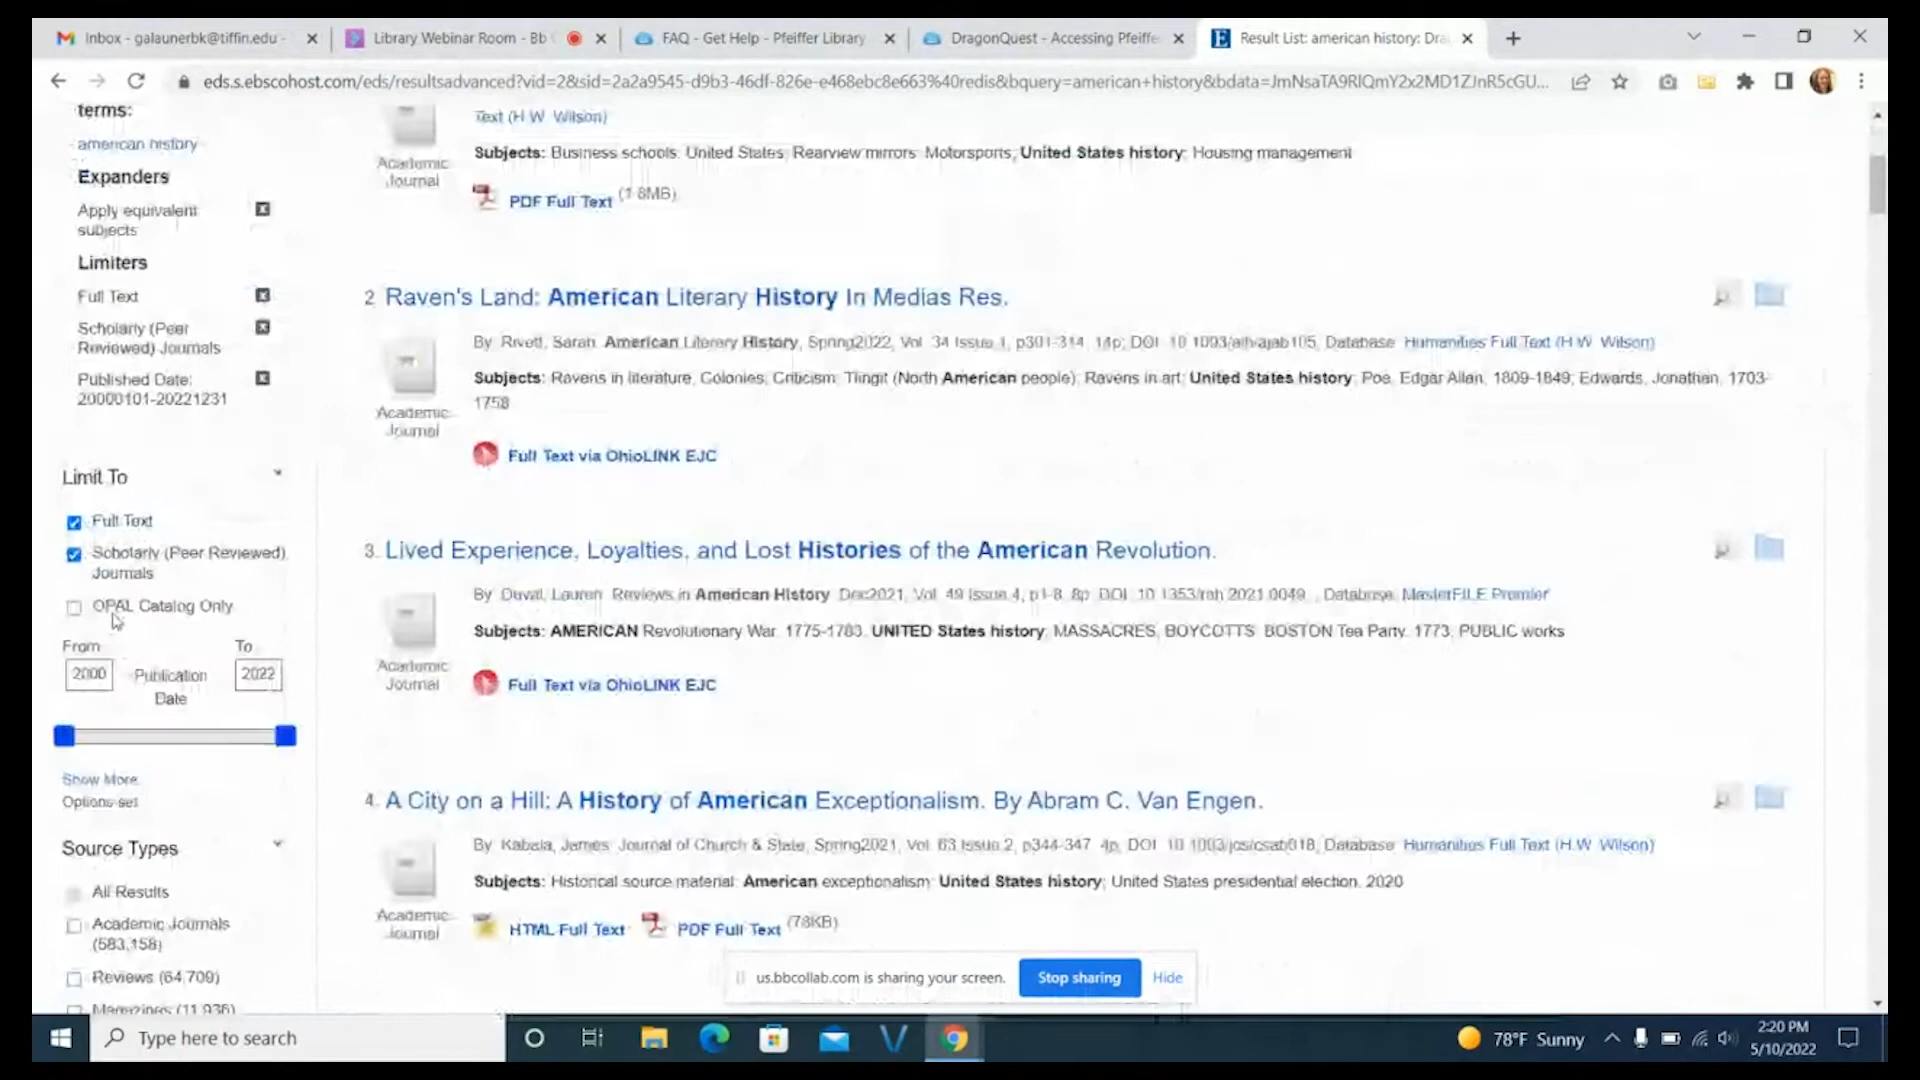 Inbox - galaunerbk@tiffin.edu -
Library Webinar Room - Bb
FAQ - Get Help - Pfeiffer Library
DragonQuest - Accessing Pfeiffe
Result List: american history: Dra
eds.s.ebscohost.com/eds/resultsadvanced?vid=2&sid=2a2a9545-d9b3-46df-826e-e468ebc8e663%40redis&bquery=american+history&bdata=JmNsaTA9RlQmY2x2MD1ZJnR5cGU...
terms:
american history
Expanders
Apply equivalent
subjects
Limiters
Full Text
Scholarly (Peer
Reviewed) Journals
Published Date:
20000101-20221231
Limit To
Full Text
Scholarly (Peer Reviewed)
Journals
OPAL Catalog Only
From
To
2000
Publication
Date
2022
Show More
Options set
Source Types
All Results
Academic Journals
(583,158)
Reviews (64,709)
Magazines (11,936)
Text (H.W. Wilson)
Academic
Journal
Subjects: Business schools; United States; Rearview mirrors; Motorsports; United States history; Housing management
PDF Full Text (1.8MB)
2. Raven's Land: American Literary History In Medias Res.
By: Rivett, Sarah. American Literary History, Spring2022, Vol. 34 Issue 1, p301-314, 14p; DOI: 10.1093/alh/ajab105, Database: Humanities Full Text (H.W. Wilson)
Academic
Journal
Subjects: Ravens in literature; Colonies; Criticism; Tlingit (North American people); Ravens in art; United States history; Poe, Edgar Allan, 1809-1849; Edwards, Jonathan, 1703-
1758
Full Text via OhioLINK EJC
3. Lived Experience, Loyalties, and Lost Histories of the American Revolution.
By: Duval, Lauren. Reviews in American History. Dec2021, Vol. 49 Issue 4, p1-8. 8p. DOI: 10.1353/rah.2021.0049. , Database: MasterFILE Premier
Academic
Journal
Subjects: AMERICAN Revolutionary War, 1775-1783; UNITED States history; MASSACRES; BOYCOTTS; BOSTON Tea Party, 1773; PUBLIC works
Full Text via OhioLINK EJC
4. A City on a Hill: A History of American Exceptionalism. By Abram C. Van Engen.
By: Kabala, James. Journal of Church & State, Spring2021, Vol. 63 Issue 2, p344-347, 4p, DOI: 10.1093/jcs/csab018, Database: Humanities Full Text (H.W. Wilson)
Academic
Journal
Subjects: Historical source material; American exceptionalism; United States history; United States presidential election, 2020
HTML Full Text
PDF Full Text (78KB)
us.bbcollab.com is sharing your screen.
Stop sharing
Hide
Type here to search
78°F Sunny
2:20 PM
5/10/2022